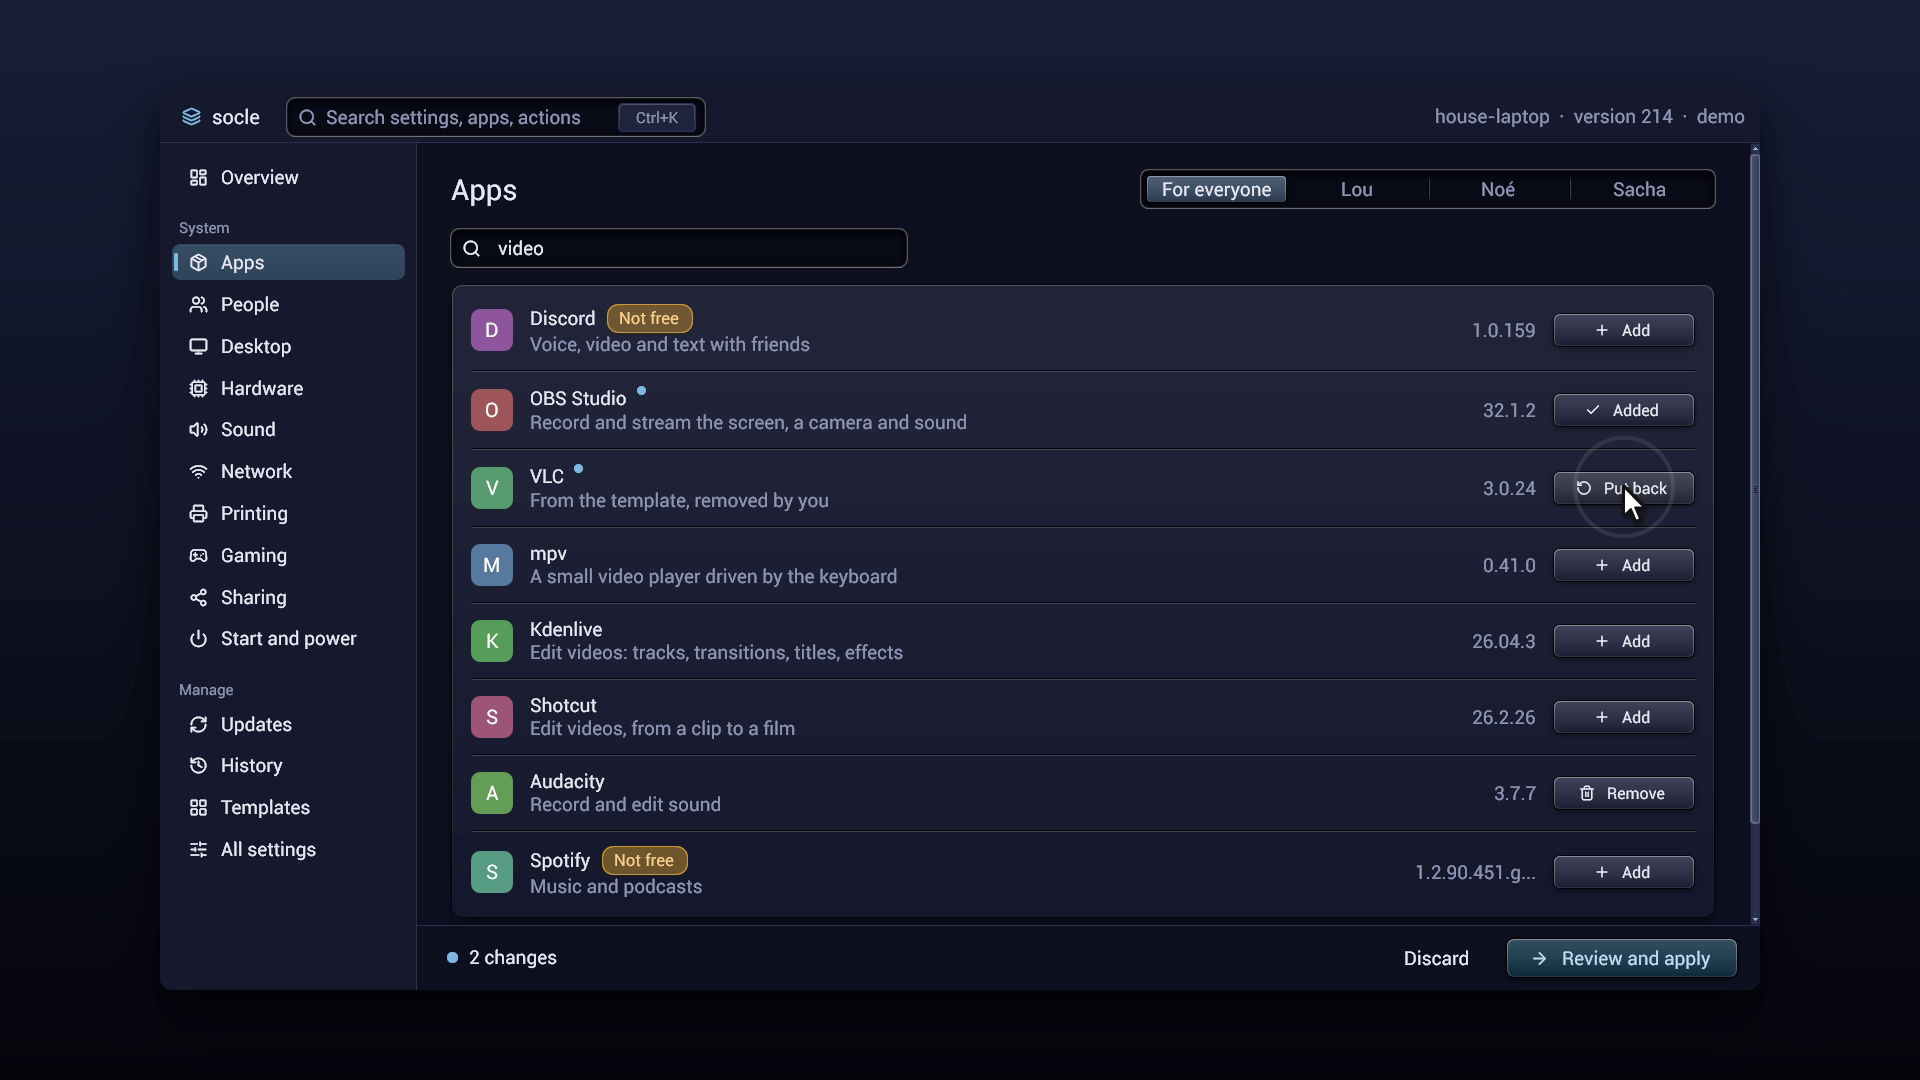 socle
Search settings, apps, actions
Ctrl+K
house-laptop · version 214 · demo
Overview
System
Apps
People
Desktop
Hardware
Sound
Network
Printing
Gaming
Sharing
Start and power
Manage
Updates
History
Templates
All settings
Apps
For everyone
Lou
Noé
Sacha
video
D
Discord
Not free
Voice, video and text with friends
1.0.159
Add
O
OBS Studio
Record and stream the screen, a camera and sound
32.1.2
Added
V
VLC
From the template, removed by you
3.0.24
Put back
M
mpv
A small video player driven by the keyboard
0.41.0
Add
K
Kdenlive
Edit videos: tracks, transitions, titles, effects
26.04.3
Add
S
Shotcut
Edit videos, from a clip to a film
26.2.26
Add
A
Audacity
Record and edit sound
3.7.7
Remove
S
Spotify
Not free
Music and podcasts
1.2.90.451.g...
Add
2 changes
Discard
Review and apply